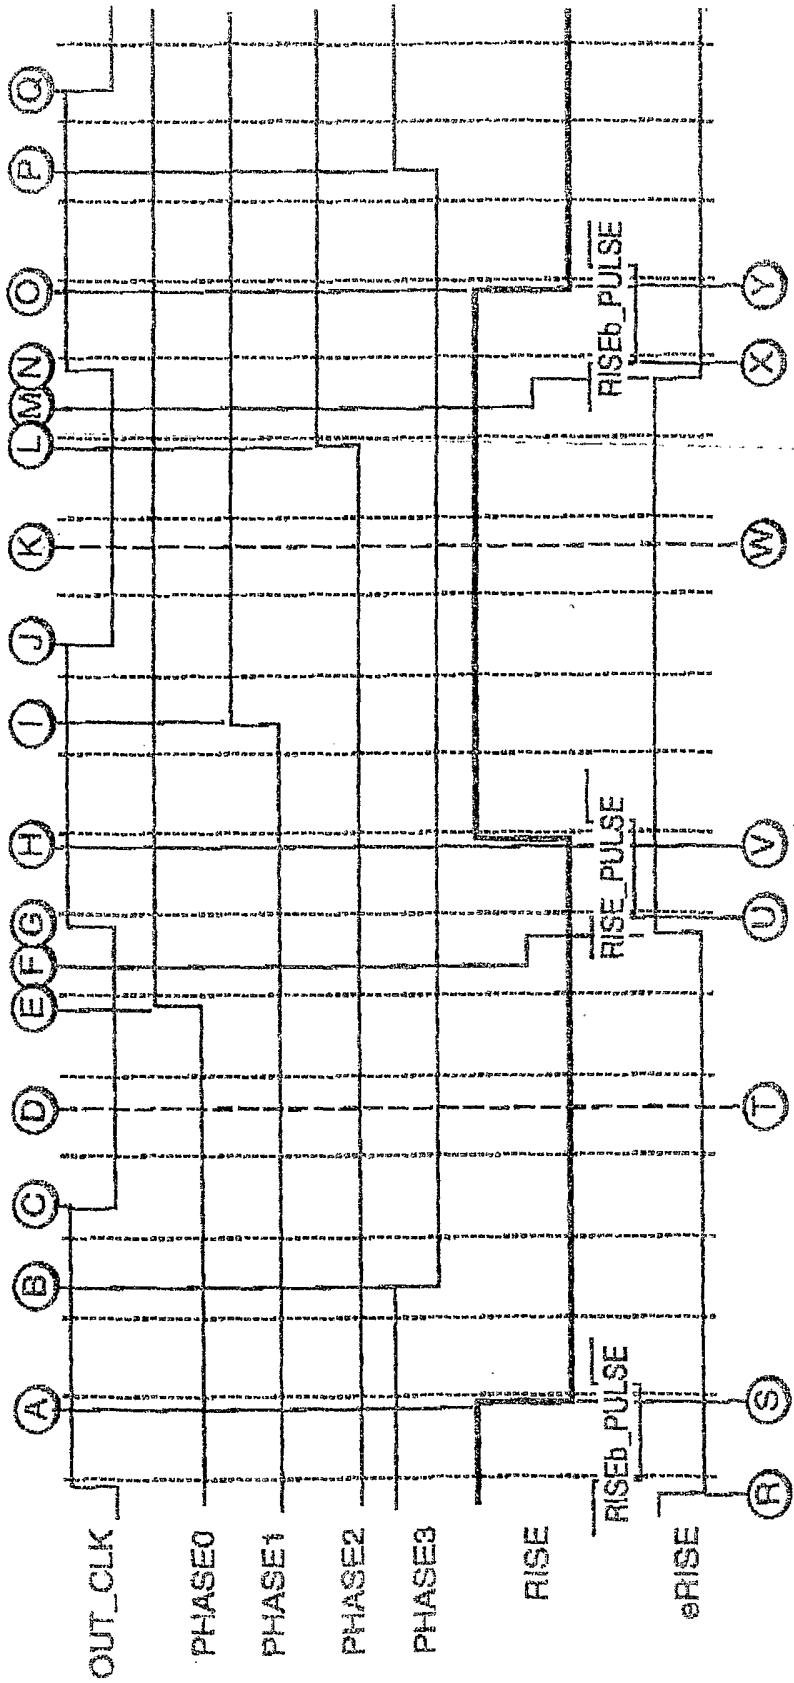 A B C D E F G H I J K L M N O P Q
OUT_CLK
PHASE0
PHASE1
PHASE2
PHASE3
RISE
RISEb_PULSE RISE_PULSE RISEb_PULSE
eRISE
R S T U V W X Y